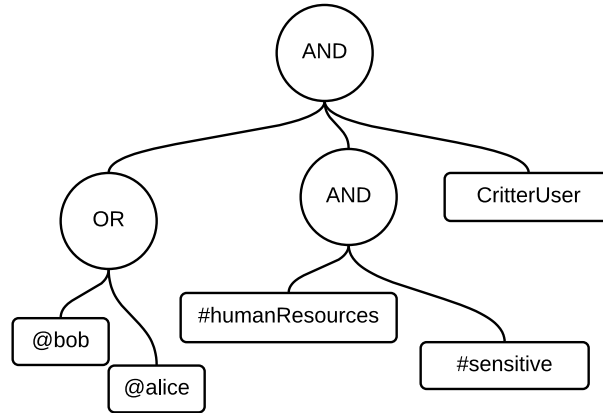 AND
OR
AND
CritterUser
@bob
@alice
#humanResources
#sensitive